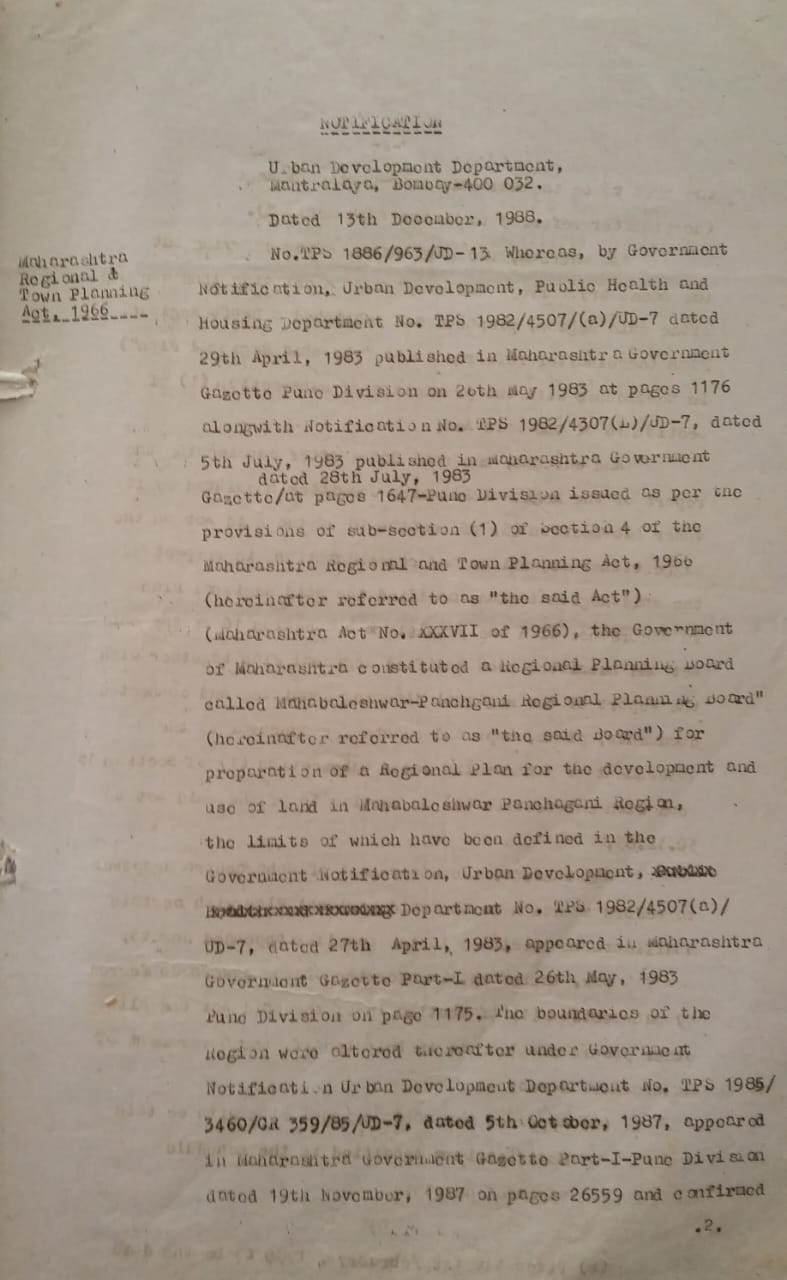 NOTIFICATION
Urban Development Department,
Mantralaya, Bombay-400 032.
Dated 13th December, 1988.
Maharashtra
Regional &
Town Planning
Act, 1966
No.TPS 1886/963/UD-13 Whereas, by Government
Notification, Urban Development, Public Health and
Housing Department No. TPS 1982/4507/(a)/UD-7 dated
29th April, 1983 published in Maharashtra Government
Gazette Pune Division on 26th May 1983 at pages 1176
alongwith Notification No. TPS 1982/4307( )/UD-7, dated
5th July, 1983 published in Maharashtra Government
dated 28th July, 1983
Gazette/at pages 1647-Pune Division issued as per the
provisions of sub-section (1) of Section 4 of the
Maharashtra Regional and Town Planning Act, 1966
(hereinafter referred to as "the said Act")
(Maharashtra Act No. XXXVII of 1966), the Government
of Maharashtra constituted a Regional Planning Board
called Mahabaleshwar-Panchgani Regional Planning Board"
(hereinafter referred to as "the said Board") for
preparation of a Regional Plan for the development and
use of land in Mahabaleshwar Panchagani Region,
the limits of which have been defined in the
Government Notification, Urban Development,
Department No. TPS 1982/4507(a)/
UD-7, dated 27th April, 1983, appeared in Maharashtra
Government Gazette Part-I dated 26th May, 1983
Pune Division on page 1175. The boundaries of the
Region were altered thereafter under Government
Notification Urban Development Department No. TPS 1985/
3460/CR 359/85/UD-7, dated 5th October, 1987, appeared
in Maharashtra Government Gazette Part-I-Pune Division
dated 19th November, 1987 on pages 26559 and confirmed
.2.